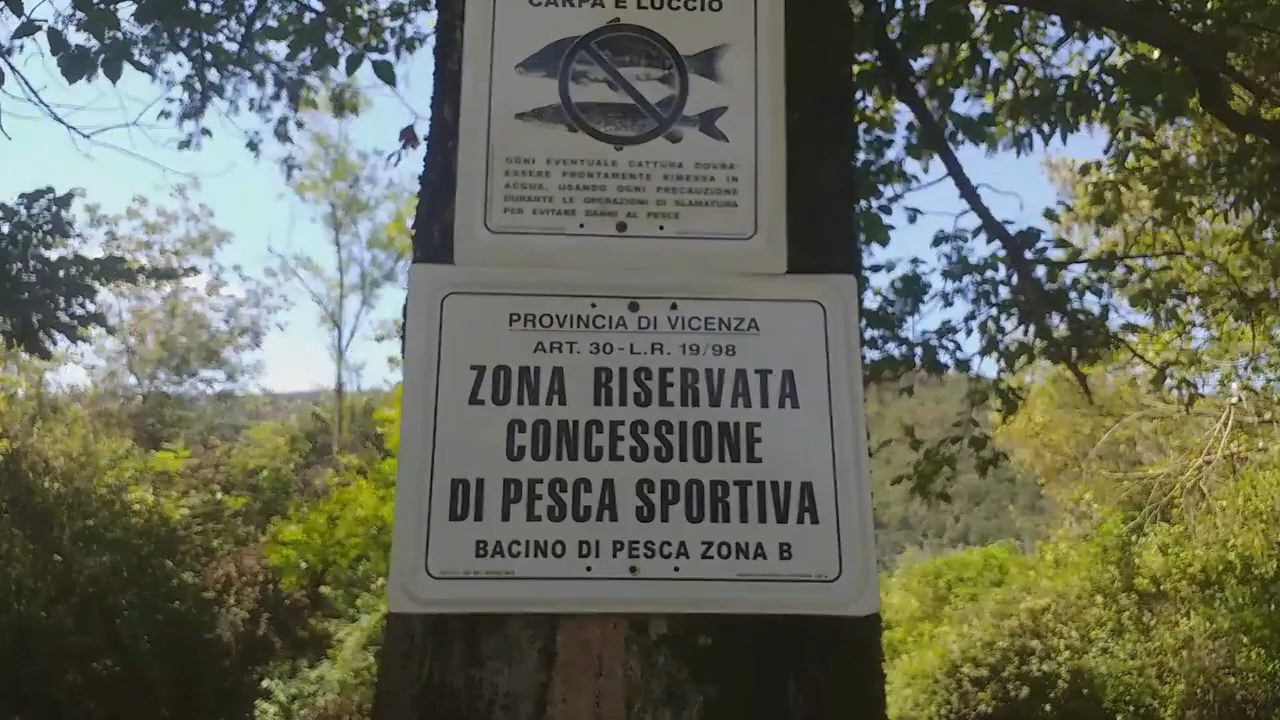 CARPA E LUCCIO
OGNI EVENTUALE CATTURA DOVRA'
ESSERE PRONTAMENTE RIMESSA IN
ACQUA, USANDO OGNI PRECAUZIONE
DURANTE LE OPERAZIONI DI SLAMATURA
PER EVITARE DANNI AL PESCE
PROVINCIA DI VICENZA
ART. 30 - L.R. 19/98
ZONA RISERVATA
CONCESSIONE
DI PESCA SPORTIVA
BACINO DI PESCA ZONA B